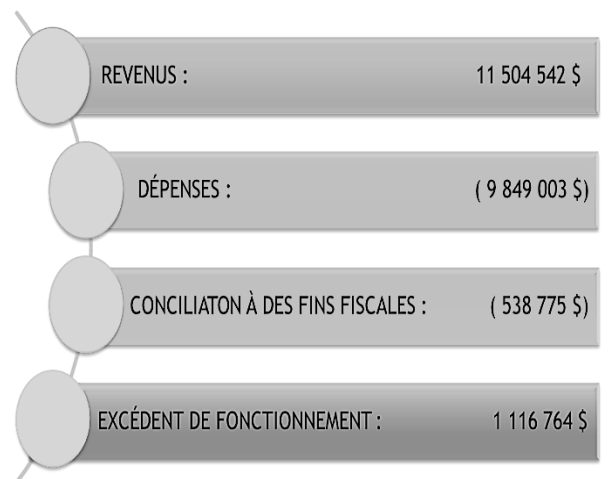 REVENUS : 11 504 542 $
DÉPENSES : ( 9 849 003 $)
CONCILIATON À DES FINS FISCALES : ( 538 775 $)
EXCÉDENT DE FONCTIONNEMENT : 1 116 764 $